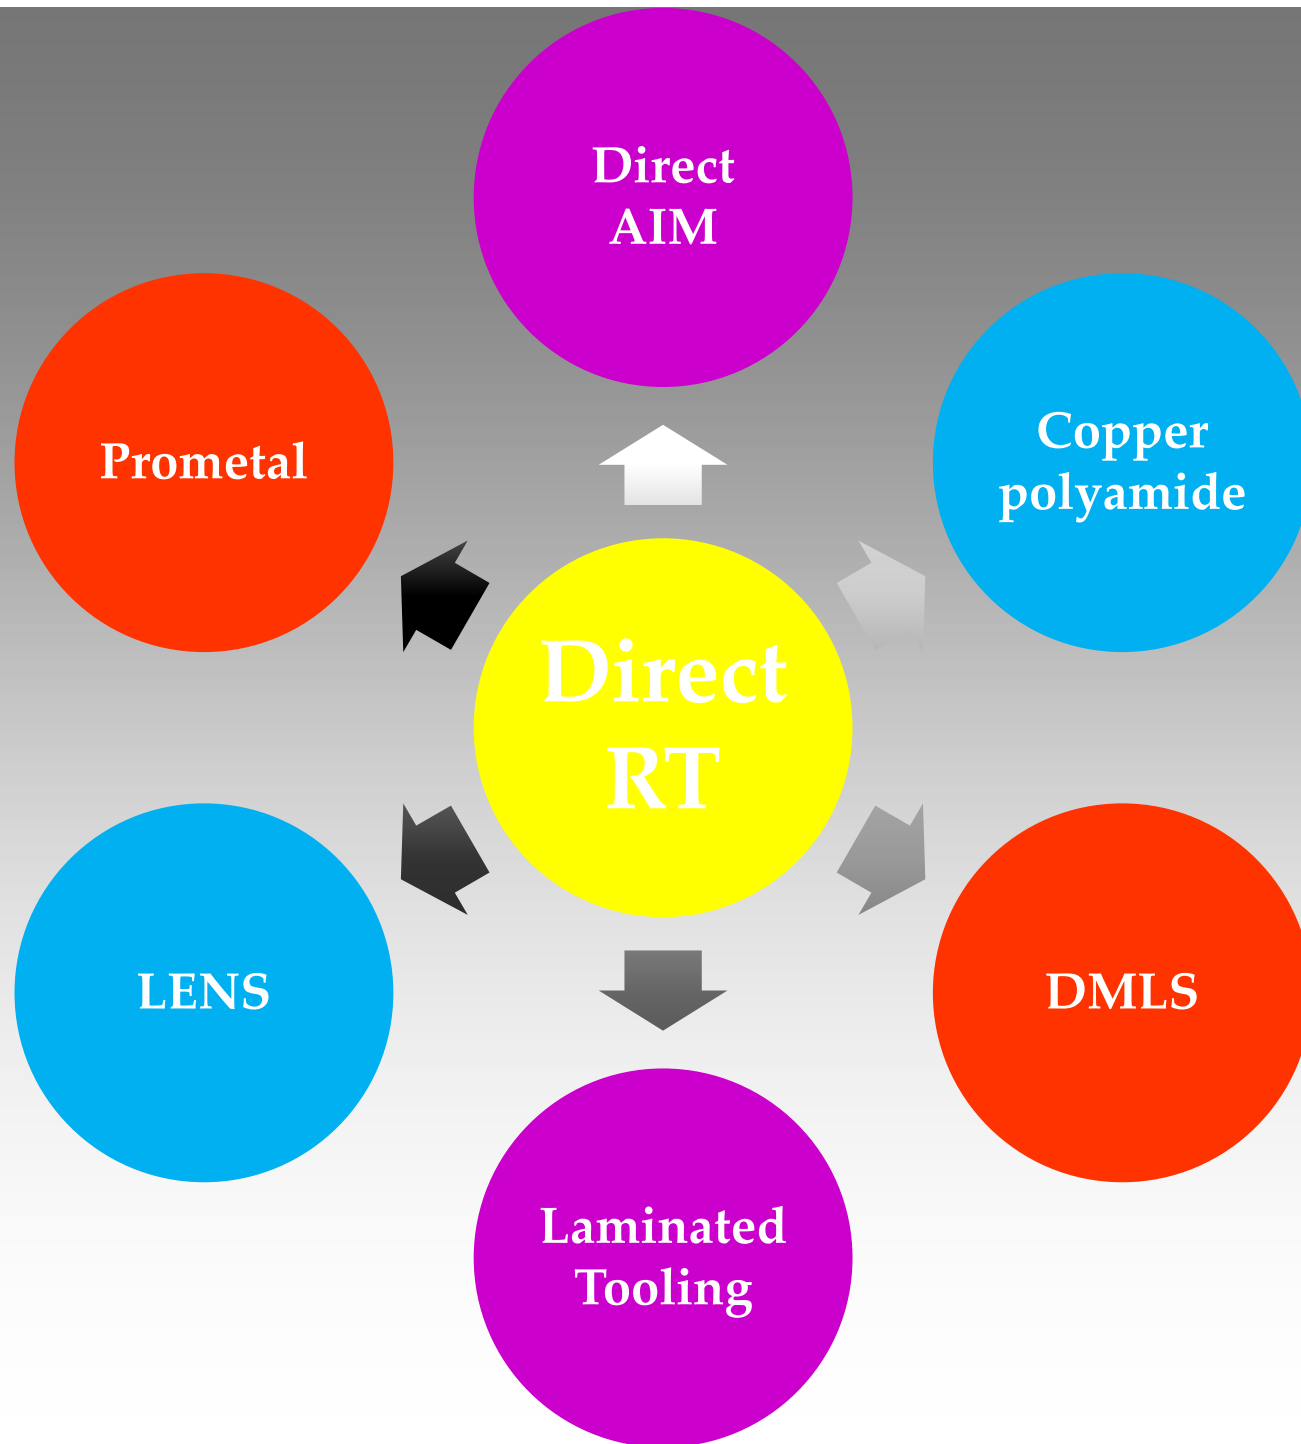 Direct
AIM
Copper
polyamide
Prometal
Direct
RT
LENS
DMLS
Laminated
Tooling